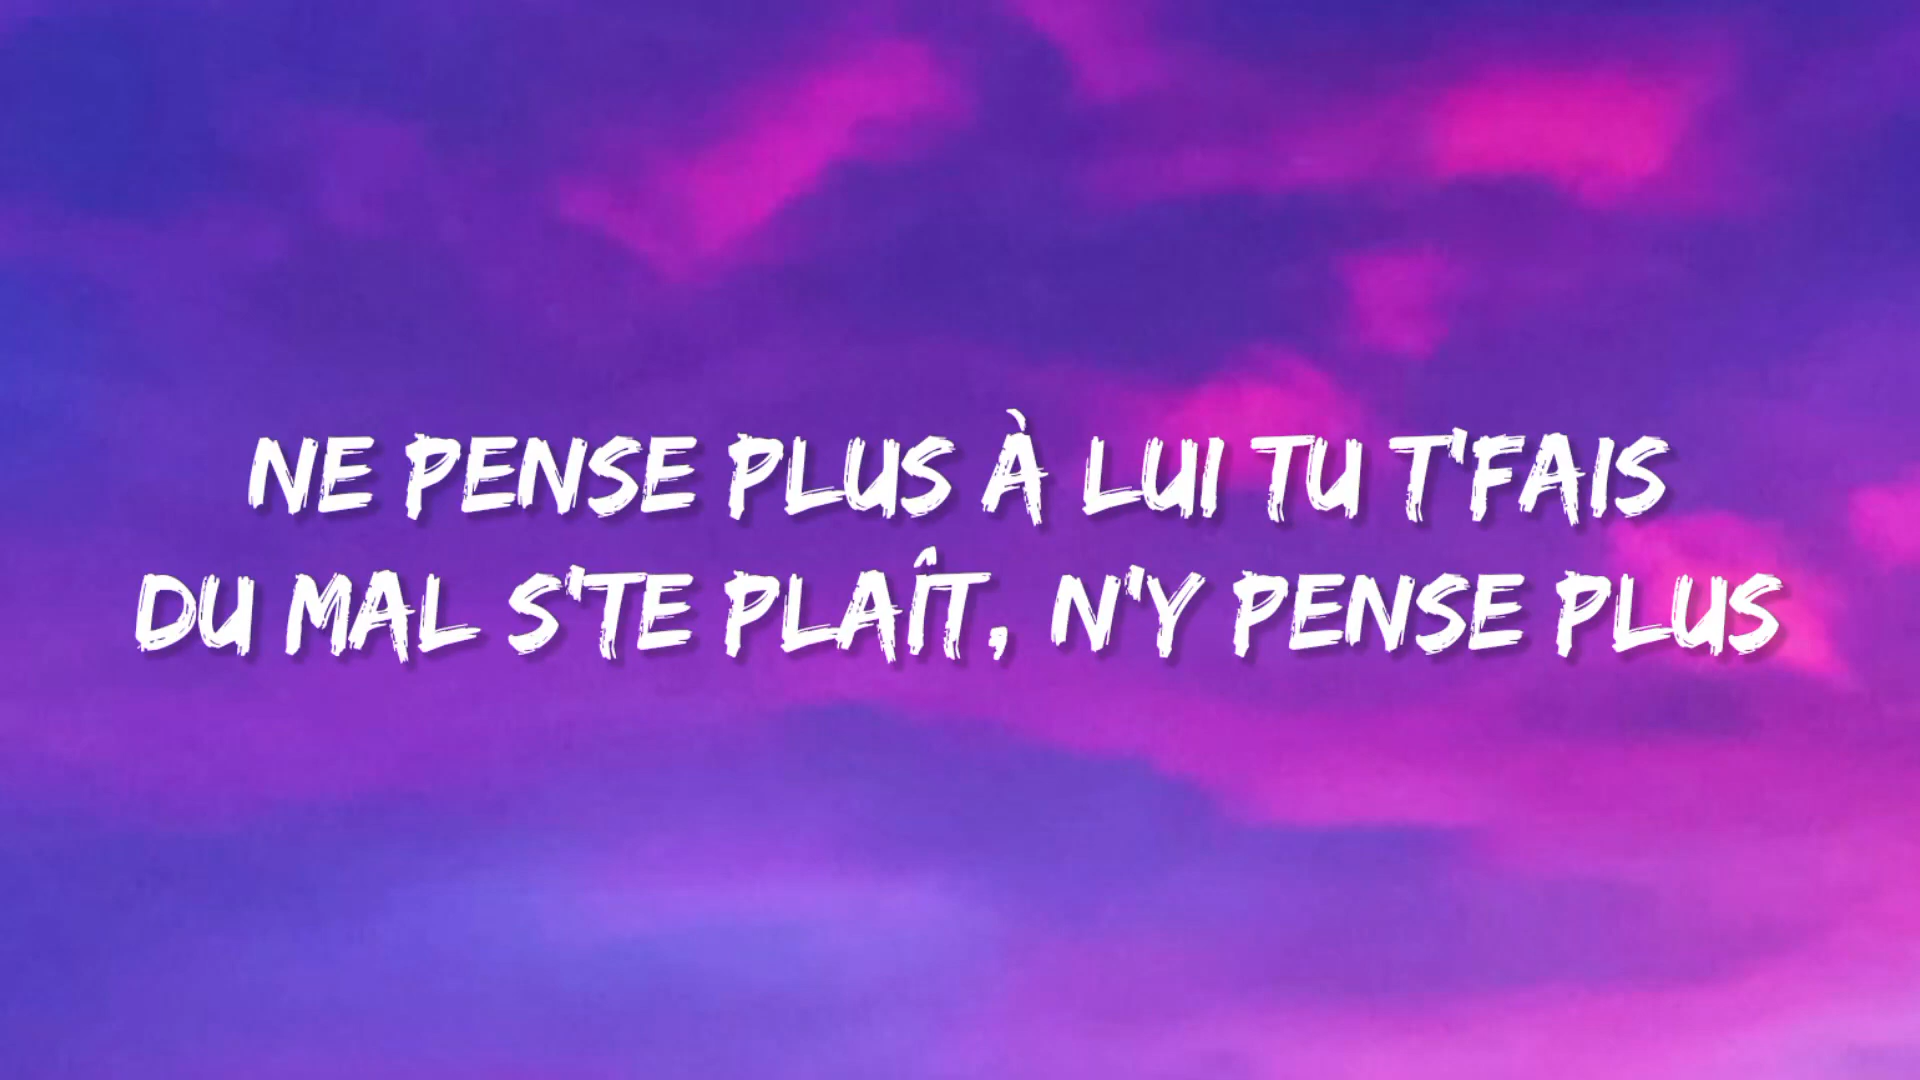 NE PENSE PLUS À LUI TU T'FAIS
DU MAL S'TE PLAÎT, N'Y PENSE PLUS